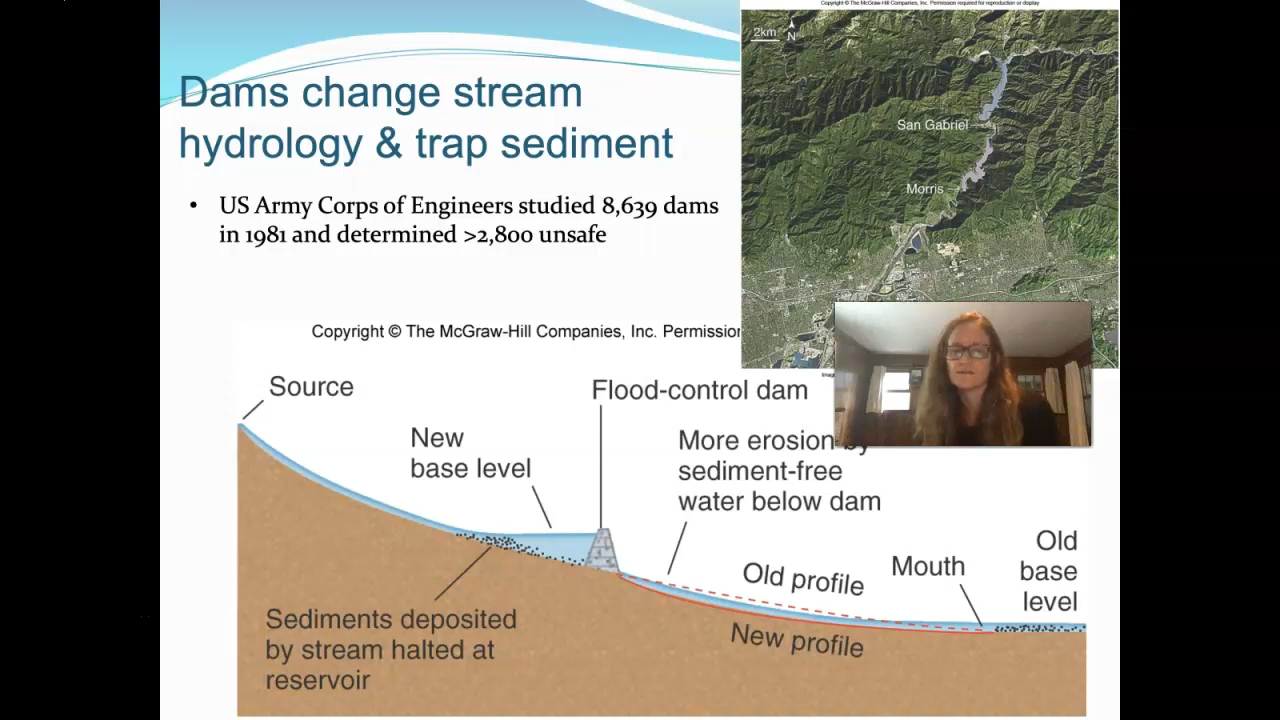 Copyright © The McGraw-Hill Companies, Inc. Permission required for reproduction or display
Dams change stream
hydrology & trap sediment
• US Army Corps of Engineers studied 8,639 dams
in 1981 and determined >2,800 unsafe
2km
N
San Gabriel
Morris
Copyright © The McGraw-Hill Companies, Inc. Permission
Source
Flood-control dam
New
base level
More erosion by
sediment-free
water below dam
Old profile
Mouth
Old
base
level
New profile
Sediments deposited
by stream halted at
reservoir